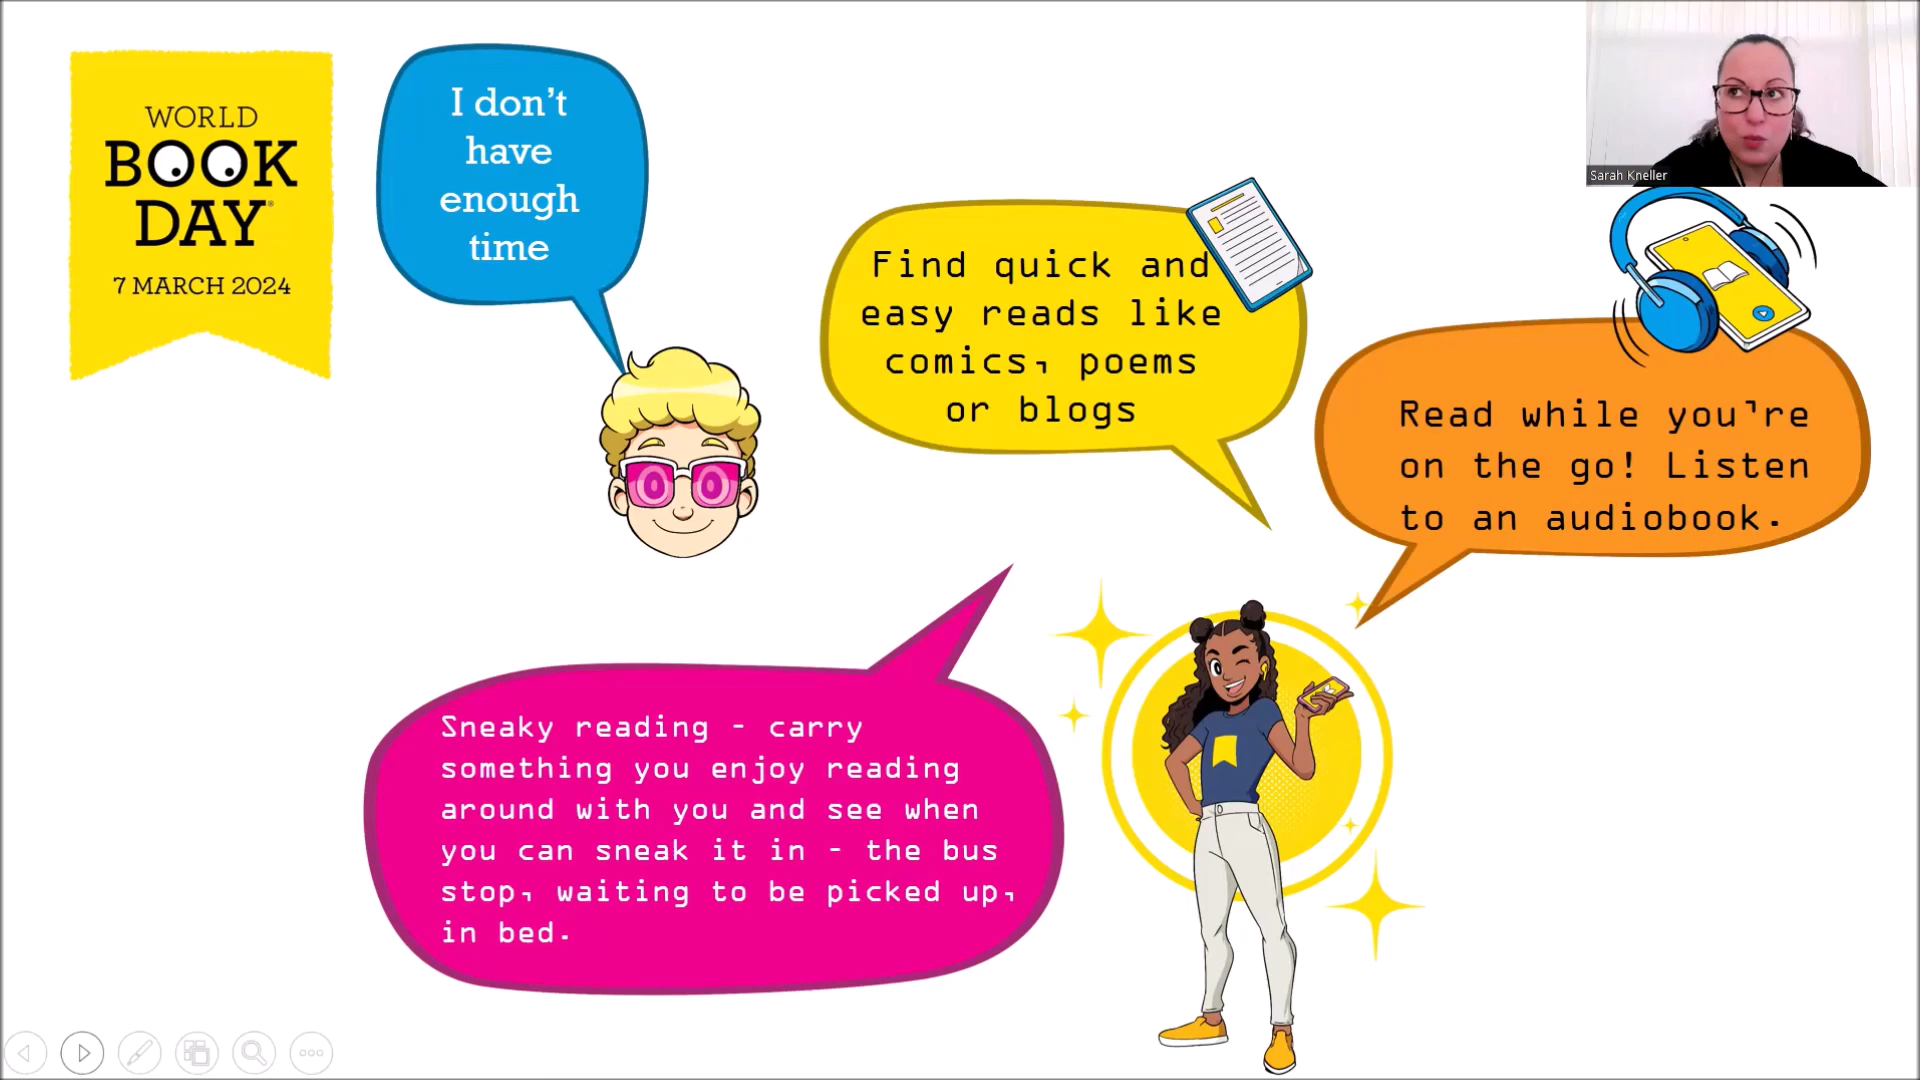 WORLD
BOOK
DAY®
7 MARCH 2024
I don't
have
enough
time
Find quick and
easy reads like
comics, poems
or blogs
Sarah Kneller
Read while you're
on the go! Listen
to an audiobook.
Sneaky reading - carry
something you enjoy reading
around with you and see when
you can sneak it in - the bus
stop, waiting to be picked up,
in bed.